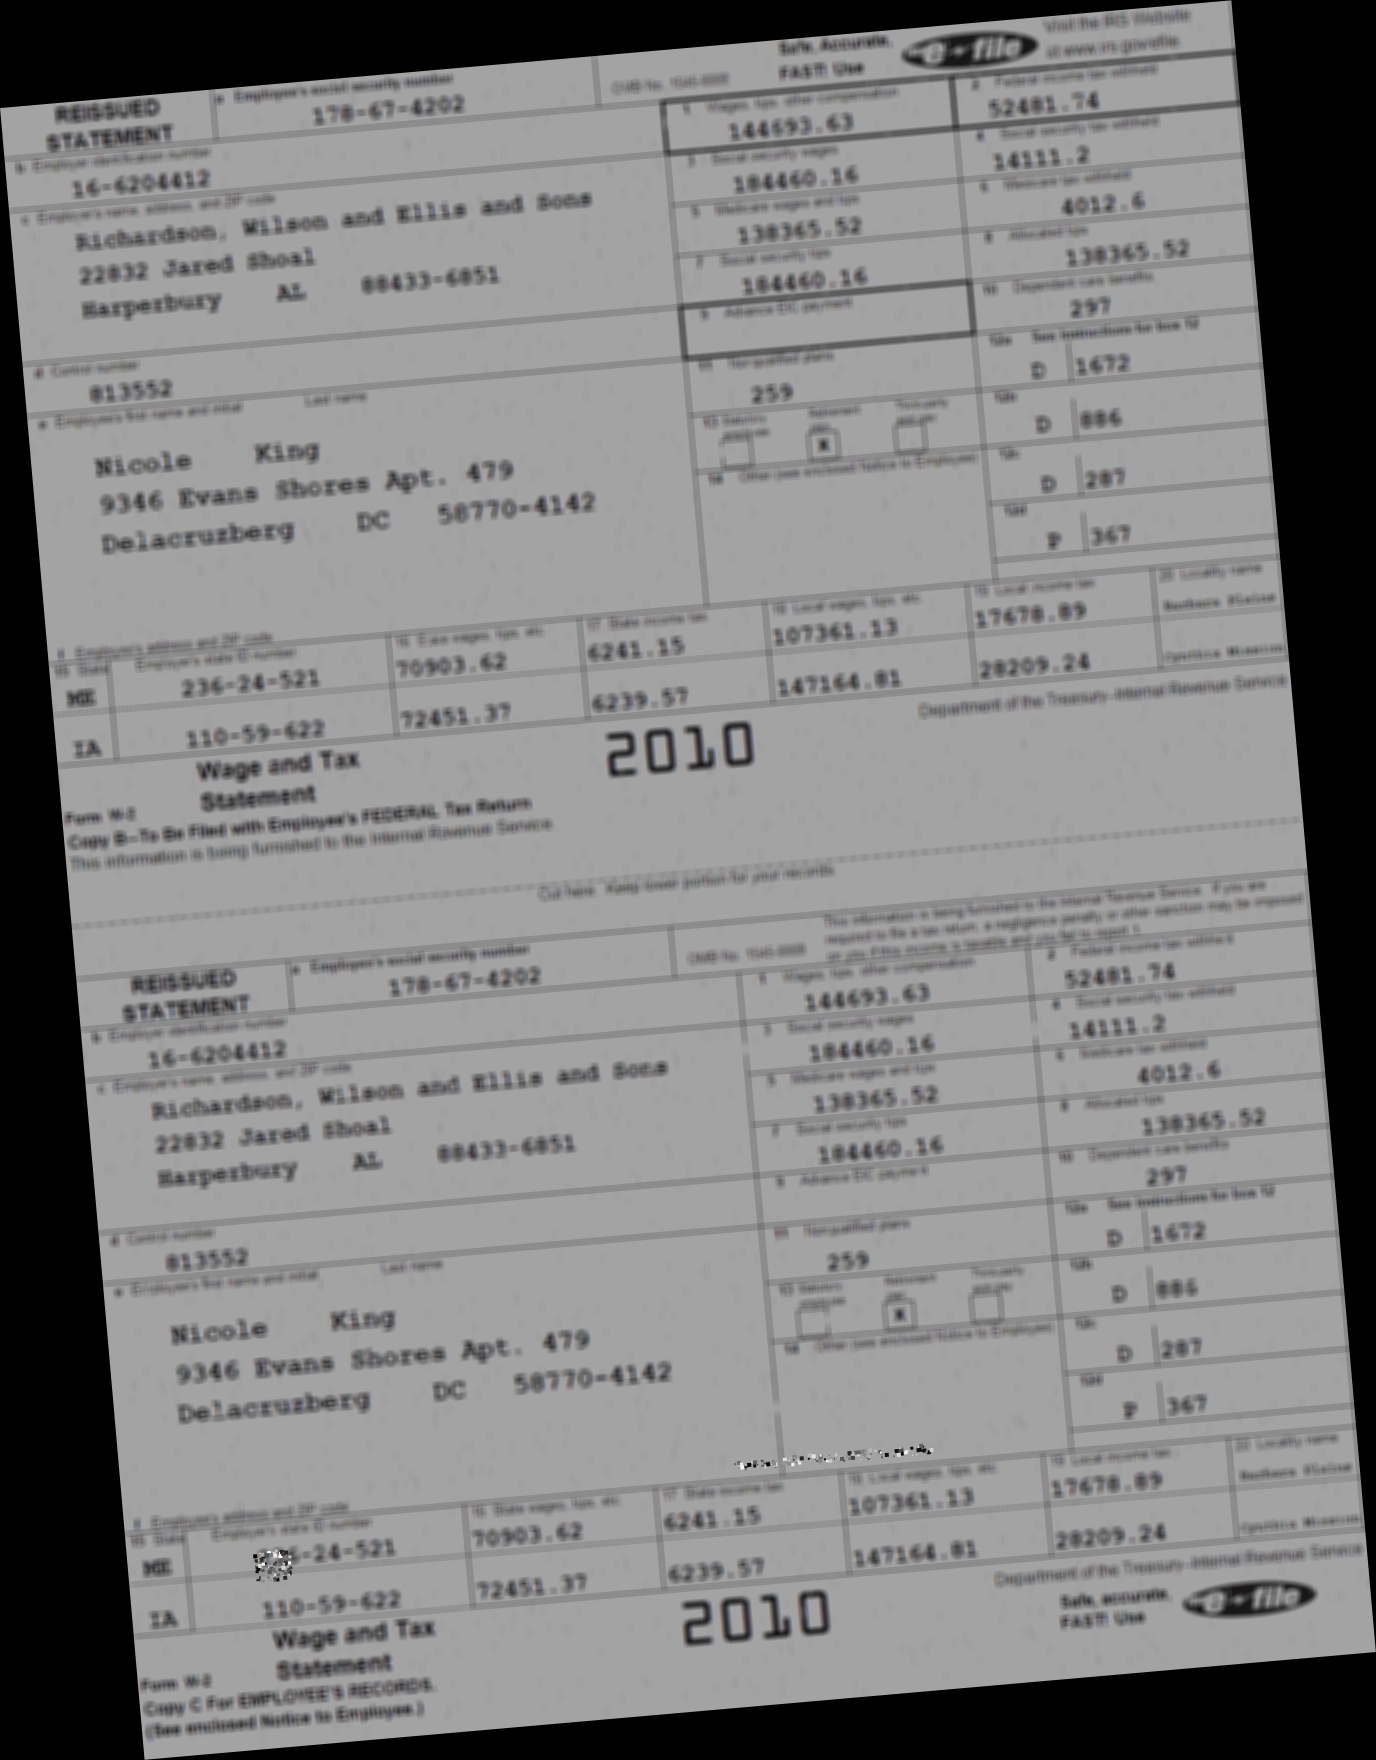 REISSUED STATEMENT
a Employee's social security number
178-67-4202
OMB No. 1545-0008
Safe, Accurate, FAST! Use
e-file
Visit the IRS Website at www.irs.gov/efile
b Employer identification number
16-6204412
1 Wages, tips, other compensation
144693.63
2 Federal income tax withheld
52481.74
c Employer's name, address, and ZIP code
Richardson, Wilson and Ellis and Sons
22832 Jared Shoal
Harperbury AL 88433-6851
3 Social security wages
184460.16
4 Social security tax withheld
14111.2
5 Medicare wages and tips
138365.52
6 Medicare tax withheld
4012.6
7 Social security tips
184460.16
8 Allocated tips
138365.52
9 Advance EIC payment
10 Dependent care benefits
297
d Control number
813552
11 Nonqualified plans
259
12a See instructions for box 12
D 1672
e Employee's first name and initial Last name
Nicole King
9346 Evans Shores Apt. 479
Delacruzberg DC 58770-4142
13 Statutory employee
Retirement plan
X
Third-party sick pay
12b
D 886
14 Other (see enclosed Notice to Employee)
12c
D 287
12d
P 367
f Employee's address and ZIP code
15 State Employer's state ID number
16 State wages, tips, etc.
17 State income tax
18 Local wages, tips, etc.
19 Local income tax
20 Locality name
ME 236-24-521 70903.62 6241.15 107361.13 17678.89
IA 110-59-622 72451.37 6239.57 147164.81 28209.24
Form W-2
Wage and Tax Statement
2010
Department of the Treasury-Internal Revenue Service
Copy B-To Be Filed with Employee's FEDERAL Tax Return
This information is being furnished to the Internal Revenue Service.
Cut here. Keep lower portion for your records.
This information is being furnished to the Internal Revenue Service. If you are
required to file a tax return, a negligence penalty or other sanction may be imposed
on you if this income is taxable and you fail to report it.
REISSUED STATEMENT
a Employee's social security number
178-67-4202
OMB No. 1545-0008
b Employer identification number
16-6204412
1 Wages, tips, other compensation
144693.63
2 Federal income tax withheld
52481.74
c Employer's name, address, and ZIP code
Richardson, Wilson and Ellis and Sons
22832 Jared Shoal
Harperbury AL 88433-6851
3 Social security wages
184460.16
4 Social security tax withheld
14111.2
5 Medicare wages and tips
138365.52
6 Medicare tax withheld
4012.6
7 Social security tips
184460.16
8 Allocated tips
138365.52
9 Advance EIC payment
10 Dependent care benefits
297
d Control number
813552
11 Nonqualified plans
259
12a See instructions for box 12
D 1672
e Employee's first name and initial Last name
Nicole King
9346 Evans Shores Apt. 479
Delacruzberg DC 58770-4142
13 Statutory employee
Retirement plan
X
Third-party sick pay
12b
D 886
14 Other (see enclosed Notice to Employee)
12c
D 287
12d
P 367
f Employee's address and ZIP code
15 State Employer's state ID number
16 State wages, tips, etc.
17 State income tax
18 Local wages, tips, etc.
19 Local income tax
20 Locality name
ME 6-24-521 70903.62 6241.15 107361.13 17678.89
IA 110-59-622 72451.37 6239.57 147164.81 28209.24
Form W-2
Wage and Tax Statement
2010
Department of the Treasury-Internal Revenue Service
Safe, accurate, FAST! Use
e-file
Copy C For EMPLOYEE'S RECORDS.
(See enclosed Notice to Employee.)